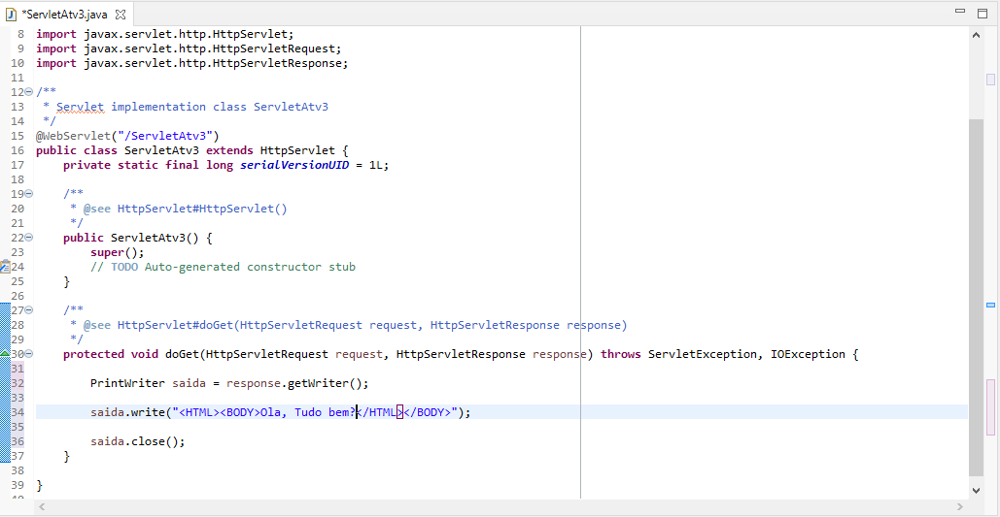 *ServletAtv3.java
8 import javax.servlet.http.HttpServlet;
9 import javax.servlet.http.HttpServletRequest;
10 import javax.servlet.http.HttpServletResponse;
11
12 /**
13 * Servlet implementation class ServletAtv3
14 */
15 @WebServlet("/ServletAtv3")
16 public class ServletAtv3 extends HttpServlet {
17 private static final long serialVersionUID = 1L;
18
19 /**
20 * @see HttpServlet#HttpServlet()
21 */
22 public ServletAtv3() {
23 super();
24 // TODO Auto-generated constructor stub
25 }
26
27 /**
28 * @see HttpServlet#doGet(HttpServletRequest request, HttpServletResponse response)
29 */
30 protected void doGet(HttpServletRequest request, HttpServletResponse response) throws ServletException, IOException {
31
32 PrintWriter saida = response.getWriter();
33
34 saida.write("<HTML><BODY>Ola, Tudo bem?</HTML></BODY>");
35
36 saida.close();
37 }
38
39 }